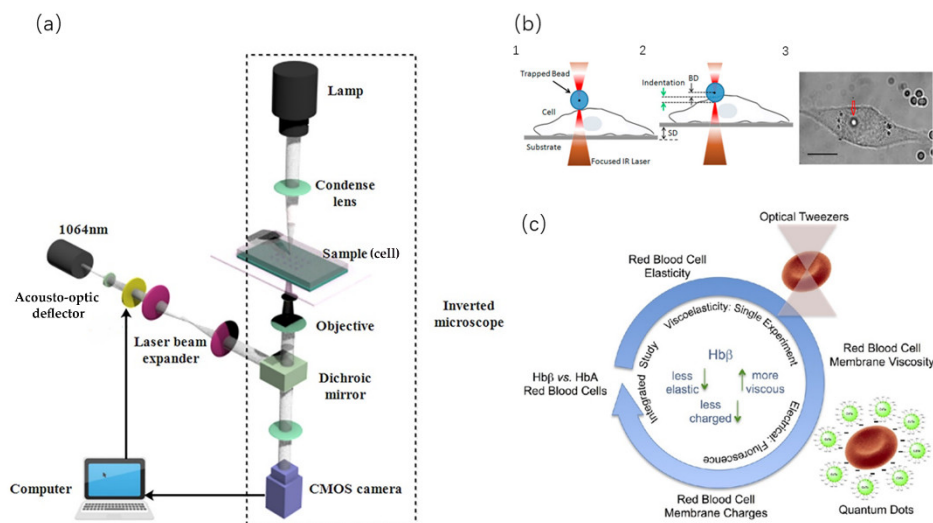 (a)
Lamp
Condense
lens
1064nm
Sample (cell)
Acousto-optic
deflector
Laser beam
expander
Objective
Dichroic
mirror
Inverted
microscope
Computer
CMOS camera
(b)
1
2
3
Trapped Bead
Cell
Substrate
Focused IR Laser
Indentation
BD
SD
(c)
Optical Tweezers
Red Blood Cell
Elasticity
Viscoelasticity: Single Experiment
Hbβ
less
elastic
more
viscous
less
charged
Integrated Study
Electrical: Fluorescence
Hbβ vs. HbA
Red Blood Cells
Red Blood Cell
Membrane Viscosity
Red Blood Cell
Membrane Charges
Quantum Dots